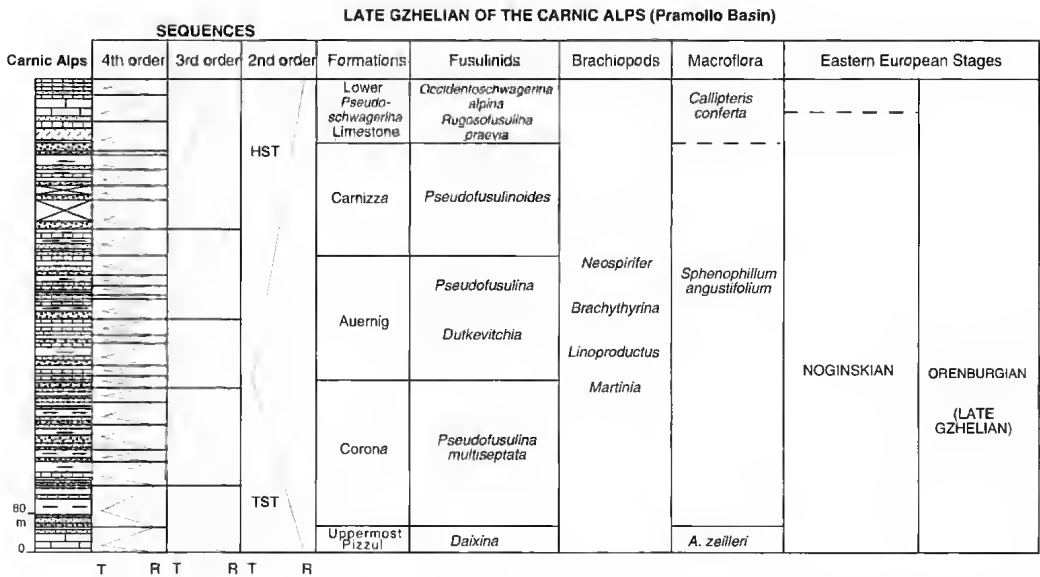 LATE GZHELIAN OF THE CARNIC ALPS (Pramollo Basin)
SEQUENCES
Carnic Alps 4th order 3rd order 2nd order Formations Fusulinids Brachiopods Macroflora Eastern European Stages
Lower
Pseudo-
schwagerina
Limestone
Occidentoschwagerina
alpina
Rugosofusulina
praevia
Callipteris
conferta
HST
Carnizza
Pseudofusulinoides
Auernig
Pseudofusulina
Dutkevitchia
Neospirifer
Brachythyrina
Linoproductus
Martinia
Sphenophillum
angustifolium
NOGINSKIAN
ORENBURGIAN
(LATE
GZHELIAN)
Corona
Pseudofusulina
multiseptata
TST
80
m
0
Uppermost
Pizzul
Daixina
A. zeilleri
T R T R T R